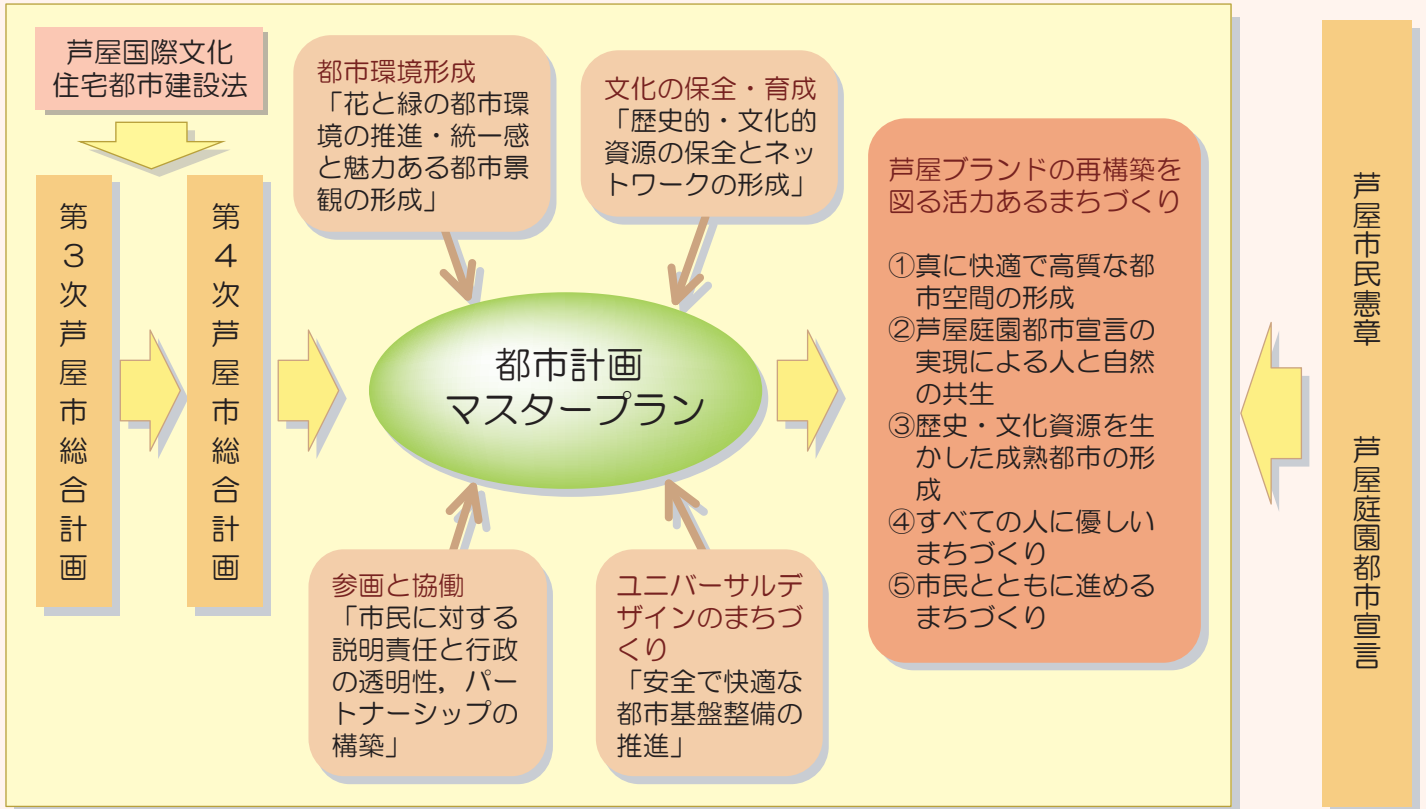 芦屋国際文化
住宅都市建設法
第3次芦屋市総合計画
第4次芦屋市総合計画
都市環境形成
「花と緑の都市環
境の推進・統一感
と魅力ある都市景
観の形成」
文化の保全・育成
「歴史的・文化的
資源の保全とネッ
トワークの形成」
都市計画
マスタープラン
参画と協働
「市民に対する
説明責任と行政
の透明性，パー
トナーシップの
構築」
ユニバーサルデ
ザインのまちづ
くり
「安全で快適な
都市基盤整備の
推進」
芦屋ブランドの再構築を
図る活力あるまちづくり
①真に快適で高質な都
市空間の形成
②芦屋庭園都市宣言の
実現による人と自然
の共生
③歴史・文化資源を生
かした成熟都市の形
成
④すべての人に優しい
まちづくり
⑤市民とともに進める
まちづくり
芦屋市民憲章
芦屋庭園都市宣言